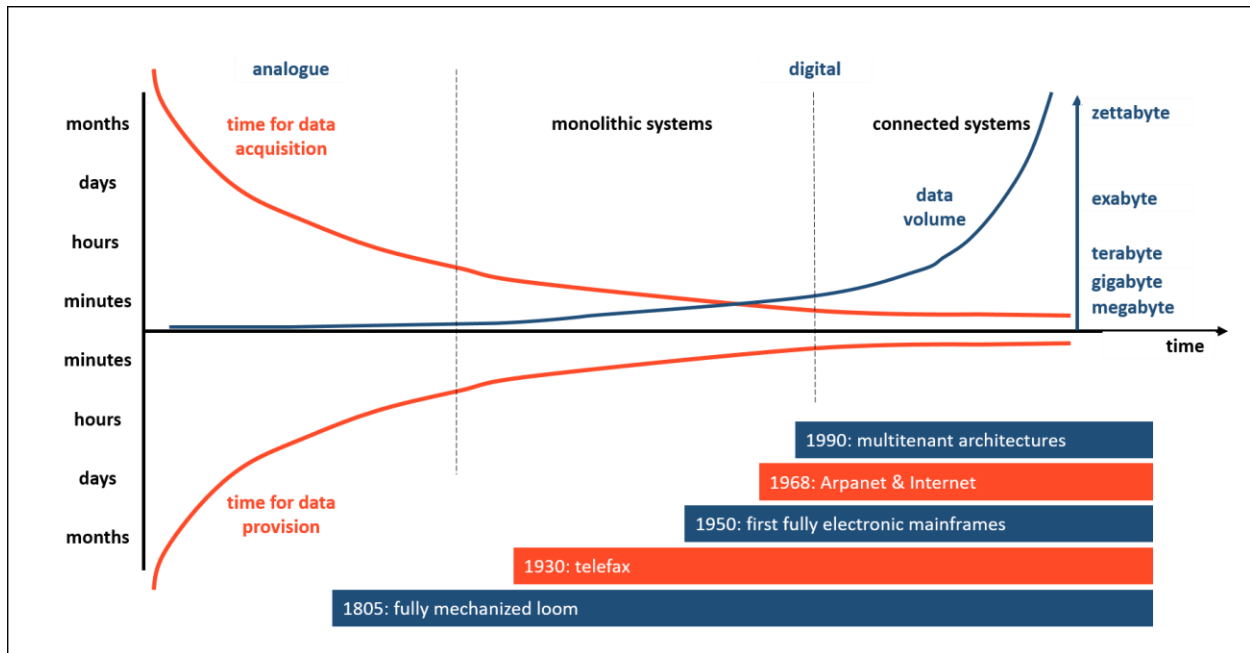 analogue
digital
months
time for data
acquisition
monolithic systems
connected systems
zettabyte
days
data
volume
exabyte
hours
terabyte
gigabyte
minutes
megabyte
time
minutes
hours
1990: multitenant architectures
days
1968: Arpanet & Internet
time for data
provision
months
1950: first fully electronic mainframes
1930: telefax
1805: fully mechanized loom